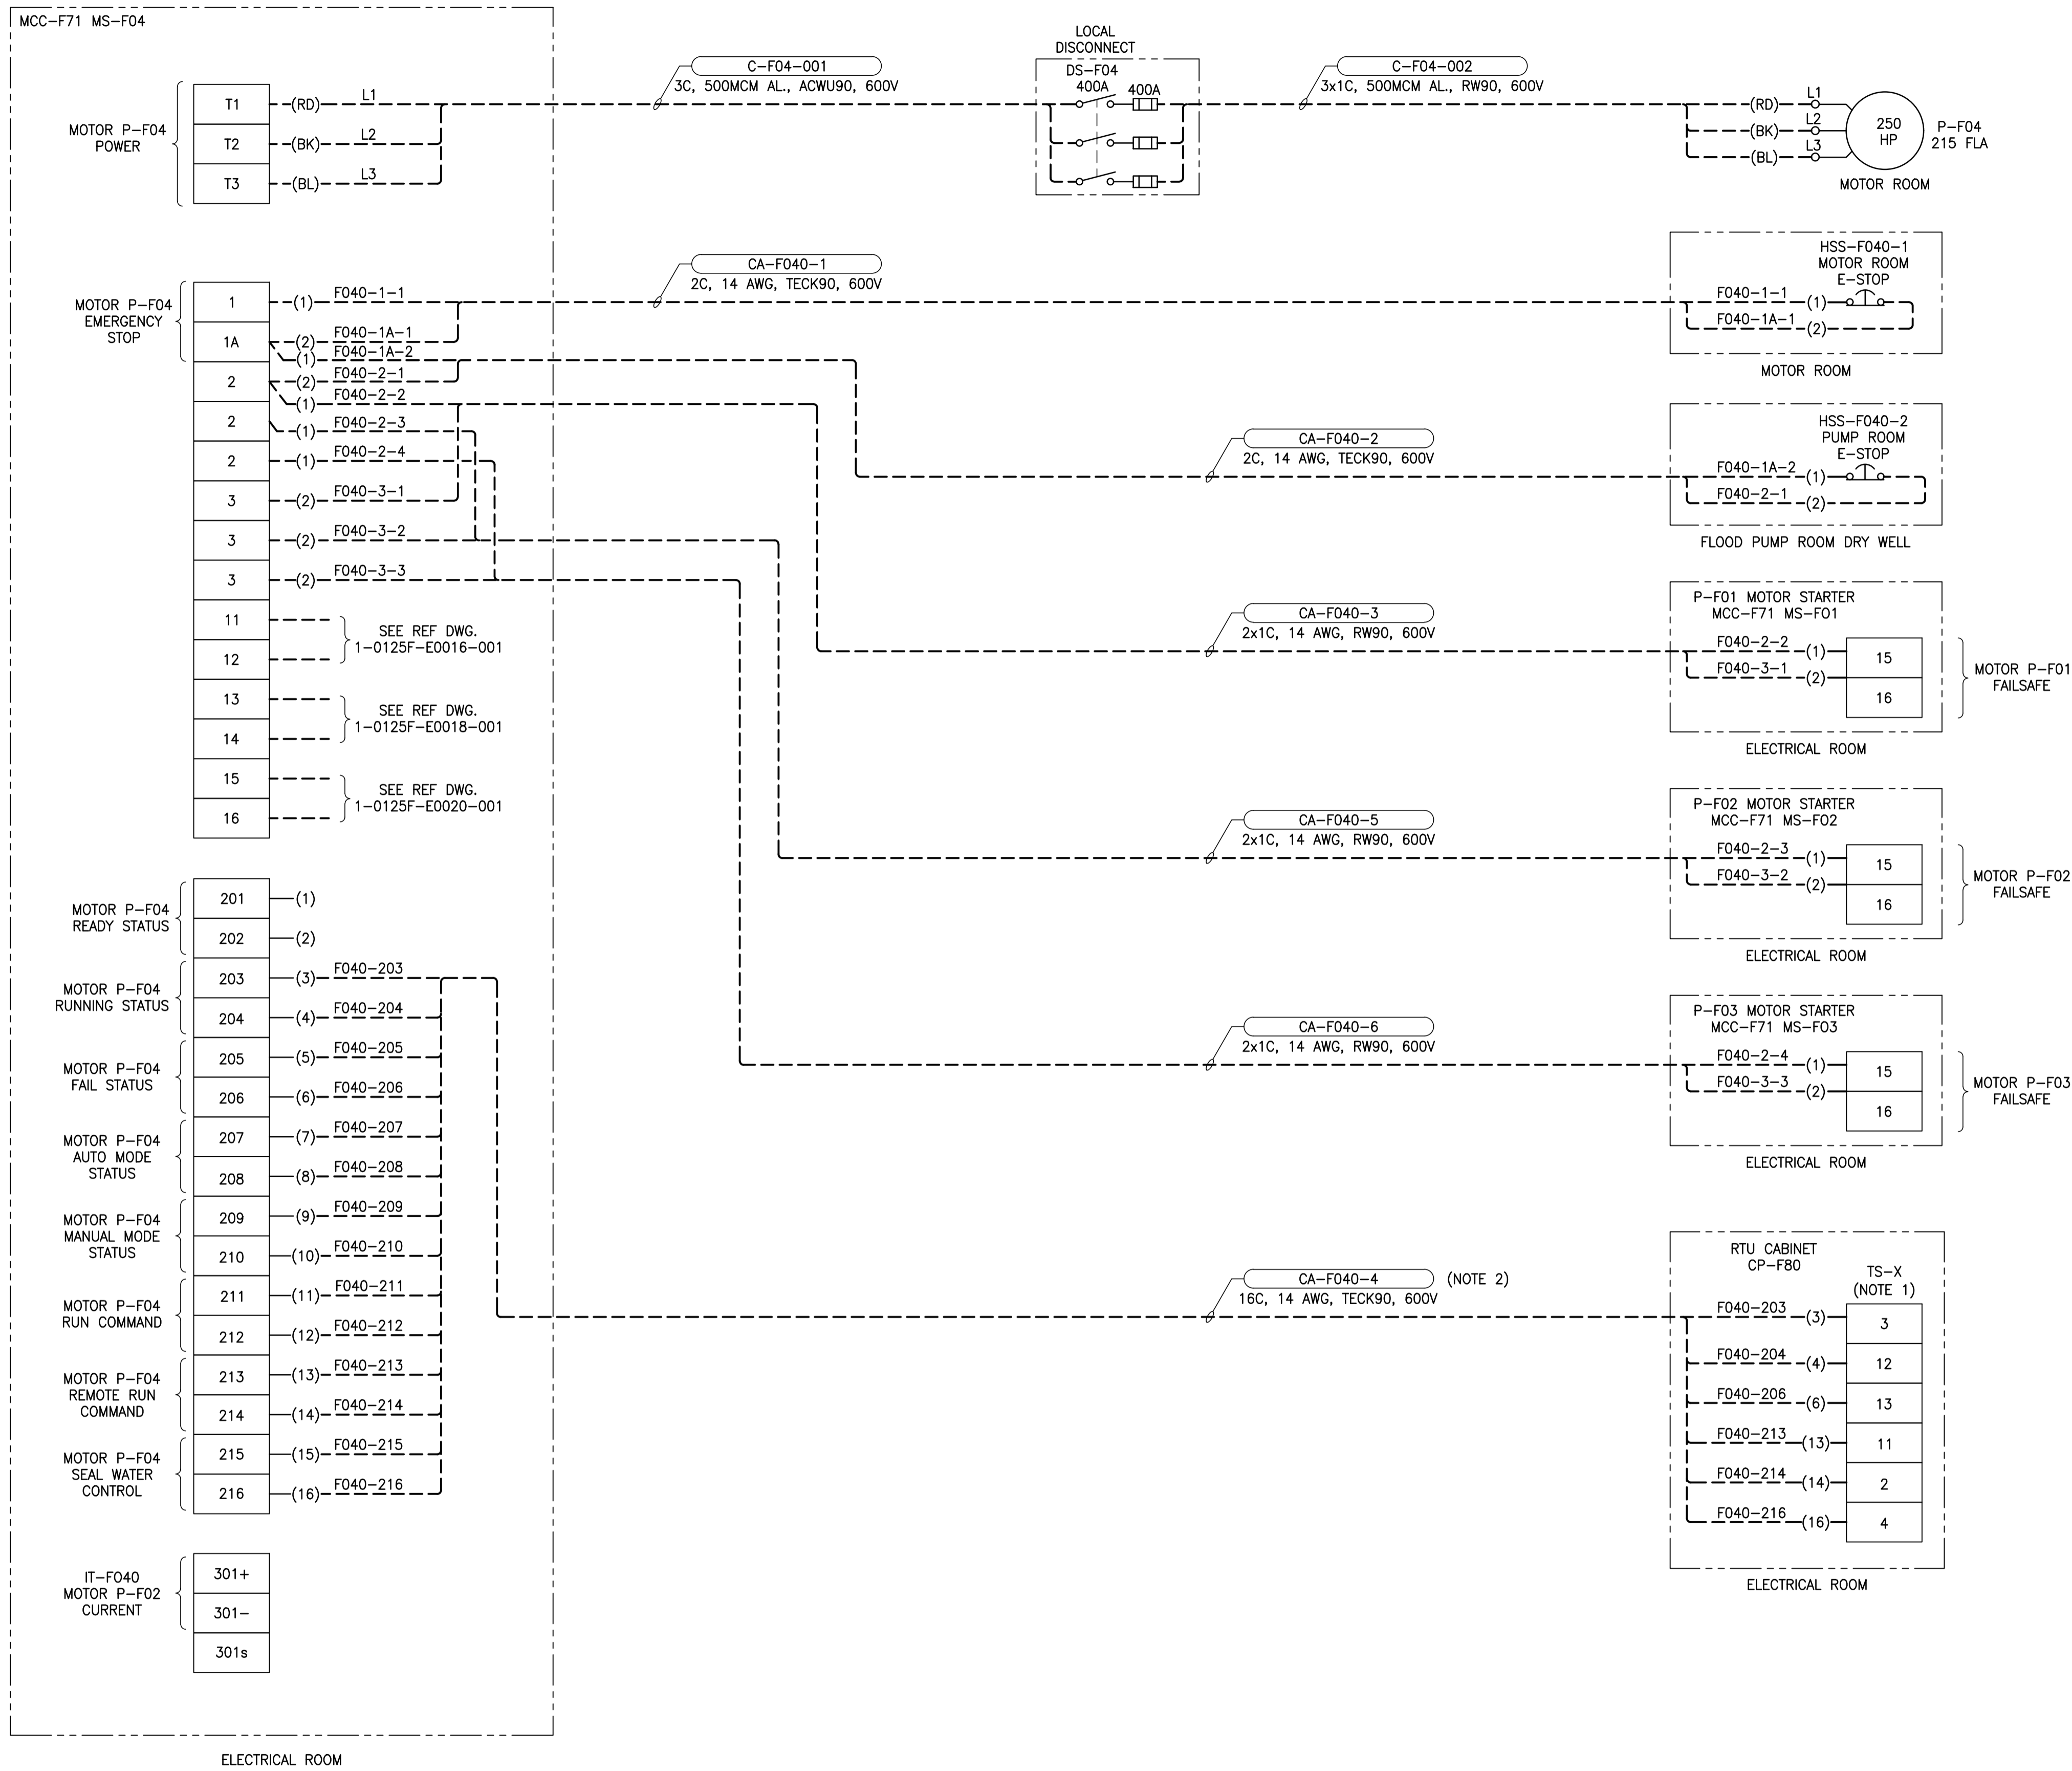 MCC-F71 MS-F04
MOTOR P-F04
POWER
T1
(RD)
L1
T2
(BK)
L2
T3
(BL)
L3
C-F04-001
3C, 500MCM AL., ACWU90, 600V
LOCAL
DISCONNECT
DS-F04
400A
400A
C-F04-002
3x1C, 500MCM AL., RW90, 600V
(RD)
L1
(BK)
L2
(BL)
L3
250
HP
P-F04
215 FLA
MOTOR ROOM
MOTOR P-F04
EMERGENCY
STOP
1
(1)
F040-1-1
1A
(2)
F040-1A-1
(1)
F040-1A-2
2
(2)
F040-2-1
(1)
F040-2-2
2
(1)
F040-2-3
2
(1)
F040-2-4
3
(2)
F040-3-1
3
(2)
F040-3-2
3
(2)
F040-3-3
11
12
SEE REF DWG.
1-0125F-E0016-001
13
14
SEE REF DWG.
1-0125F-E0018-001
15
16
SEE REF DWG.
1-0125F-E0020-001
CA-F040-1
2C, 14 AWG, TECK90, 600V
HSS-F040-1
MOTOR ROOM
E-STOP
F040-1-1
(1)
F040-1A-1
(2)
MOTOR ROOM
CA-F040-2
2C, 14 AWG, TECK90, 600V
HSS-F040-2
PUMP ROOM
E-STOP
F040-1A-2
(1)
F040-2-1
(2)
FLOOD PUMP ROOM DRY WELL
CA-F040-3
2x1C, 14 AWG, RW90, 600V
P-F01 MOTOR STARTER
MCC-F71 MS-F01
F040-2-2
(1)
15
F040-3-1
(2)
16
MOTOR P-F01
FAILSAFE
ELECTRICAL ROOM
CA-F040-5
2x1C, 14 AWG, RW90, 600V
P-F02 MOTOR STARTER
MCC-F71 MS-F02
F040-2-3
(1)
15
F040-3-2
(2)
16
MOTOR P-F02
FAILSAFE
ELECTRICAL ROOM
CA-F040-6
2x1C, 14 AWG, RW90, 600V
P-F03 MOTOR STARTER
MCC-F71 MS-F03
F040-2-4
(1)
15
F040-3-3
(2)
16
MOTOR P-F03
FAILSAFE
ELECTRICAL ROOM
MOTOR P-F04
READY STATUS
201
(1)
202
(2)
MOTOR P-F04
RUNNING STATUS
203
(3)
F040-203
204
(4)
F040-204
MOTOR P-F04
FAIL STATUS
205
(5)
F040-205
206
(6)
F040-206
MOTOR P-F04
AUTO MODE
STATUS
207
(7)
F040-207
208
(8)
F040-208
MOTOR P-F04
MANUAL MODE
STATUS
209
(9)
F040-209
210
(10)
F040-210
MOTOR P-F04
RUN COMMAND
211
(11)
F040-211
212
(12)
F040-212
MOTOR P-F04
REMOTE RUN
COMMAND
213
(13)
F040-213
214
(14)
F040-214
MOTOR P-F04
SEAL WATER
CONTROL
215
(15)
F040-215
216
(16)
F040-216
CA-F040-4
(NOTE 2)
16C, 14 AWG, TECK90, 600V
RTU CABINET
CP-F80
TS-X
(NOTE 1)
F040-203
(3)
3
F040-204
(4)
12
F040-206
(6)
13
F040-213
(13)
11
F040-214
(14)
2
F040-216
(16)
4
ELECTRICAL ROOM
IT-F040
MOTOR P-F02
CURRENT
301+
301-
301s
ELECTRICAL ROOM